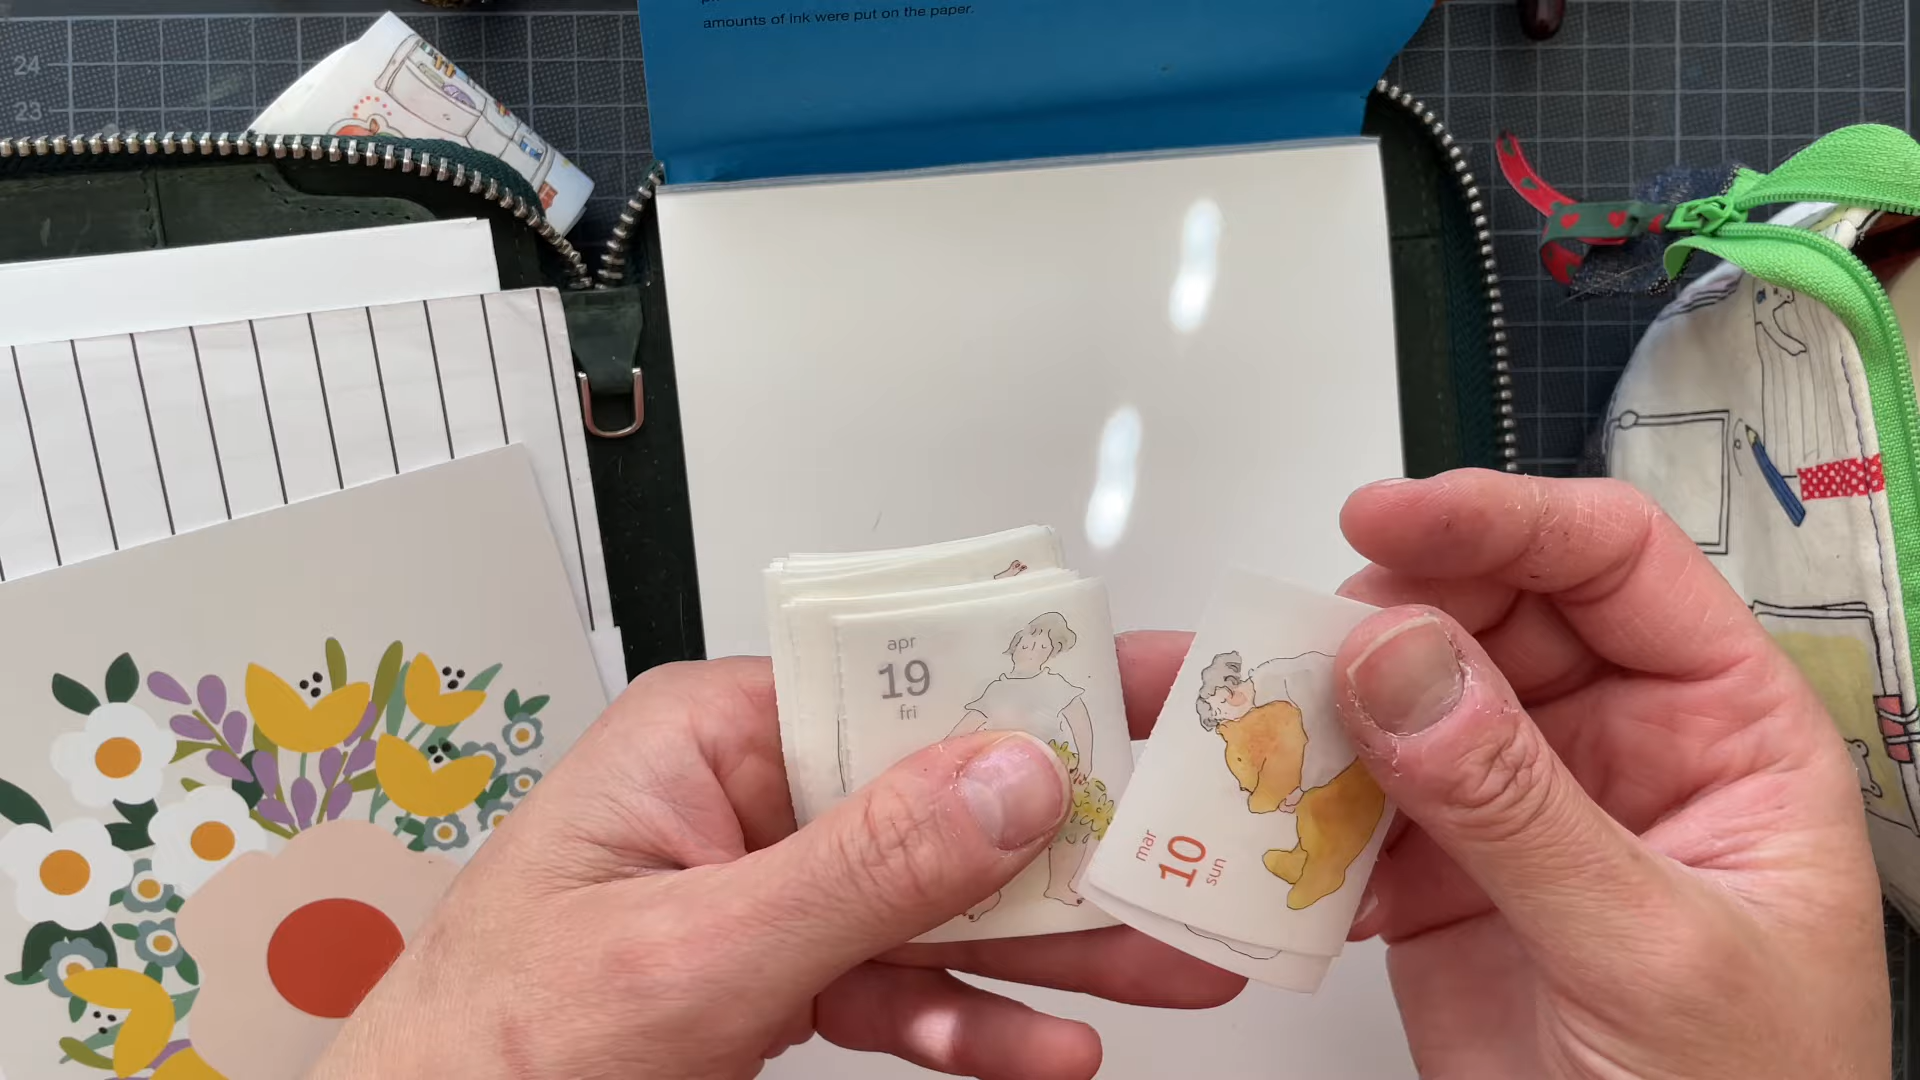 amounts of ink were put on the paper.
24
23
apr
19
fri
mar
10
sun